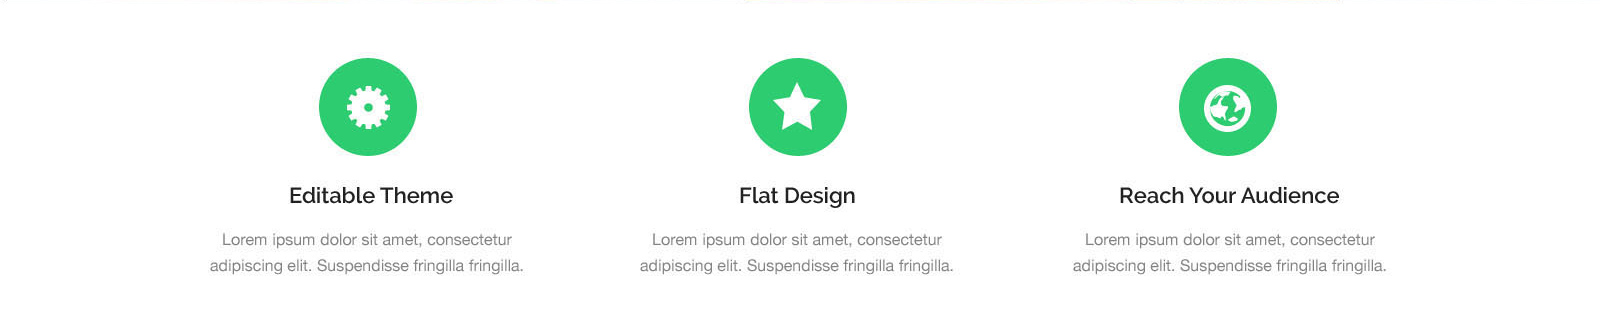 Editable Theme
Lorem ipsum dolor sit amet, consectetur
adipiscing elit. Suspendisse fringilla fringilla.
Flat Design
Lorem ipsum dolor sit amet, consectetur
adipiscing elit. Suspendisse fringilla fringilla.
Reach Your Audience
Lorem ipsum dolor sit amet, consectetur
adipiscing elit. Suspendisse fringilla fringilla.